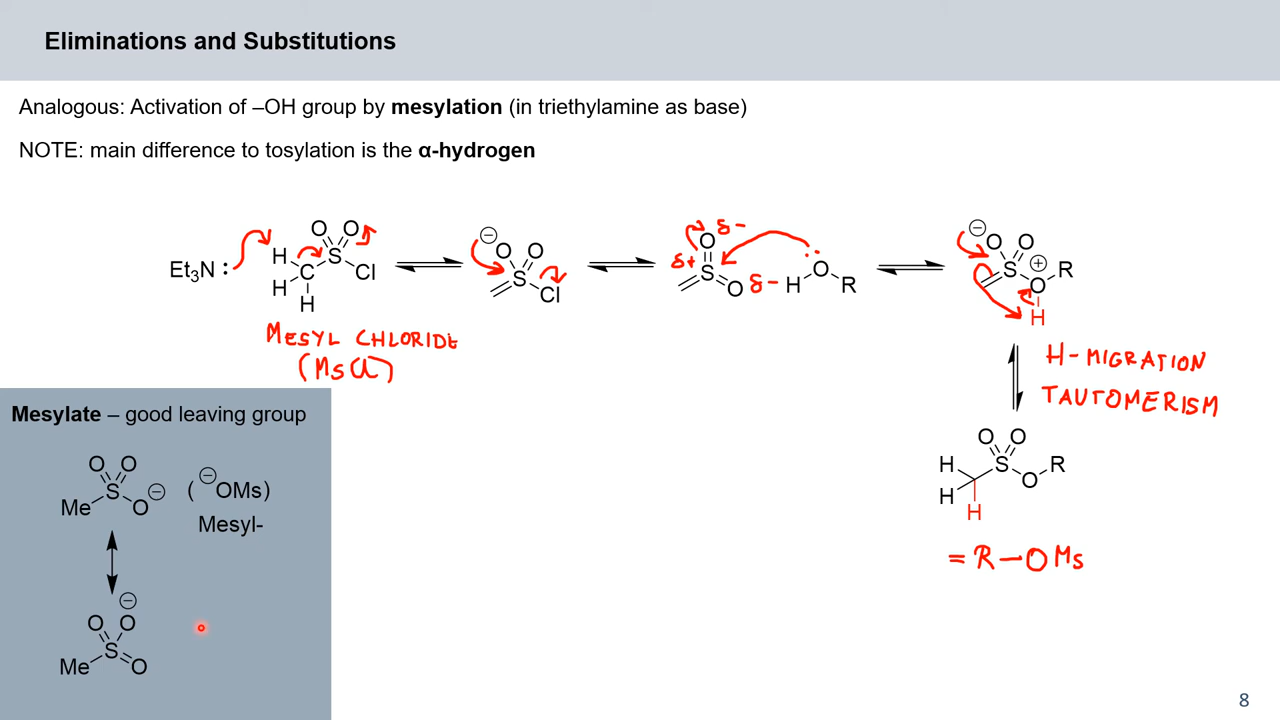 Eliminations and Substitutions
Analogous: Activation of –OH group by mesylation (in triethylamine as base)
NOTE: main difference to tosylation is the α-hydrogen
Et₃N :
H
H
H
O
O
S
Cl
MESYL CHLORIDE
(MsCl)
⊖
O
O
S
Cl
δ-
O
δ+
S
O
δ-
H
O
R
⊖
O
O
S
⊕
O
R
H
H-MIGRATION
TAUTOMERISM
O
O
S
O
R
H
H
H
= R-OMs
Mesylate – good leaving group
O
O
S
O
⊖
Me
(⊖OMs)
Mesyl-
⊖
O
O
S
O
Me
8